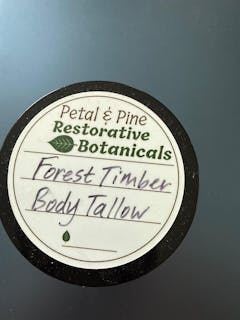 Petal & Pine
Restorative
Botanicals
Forest Timber
Body Tallow